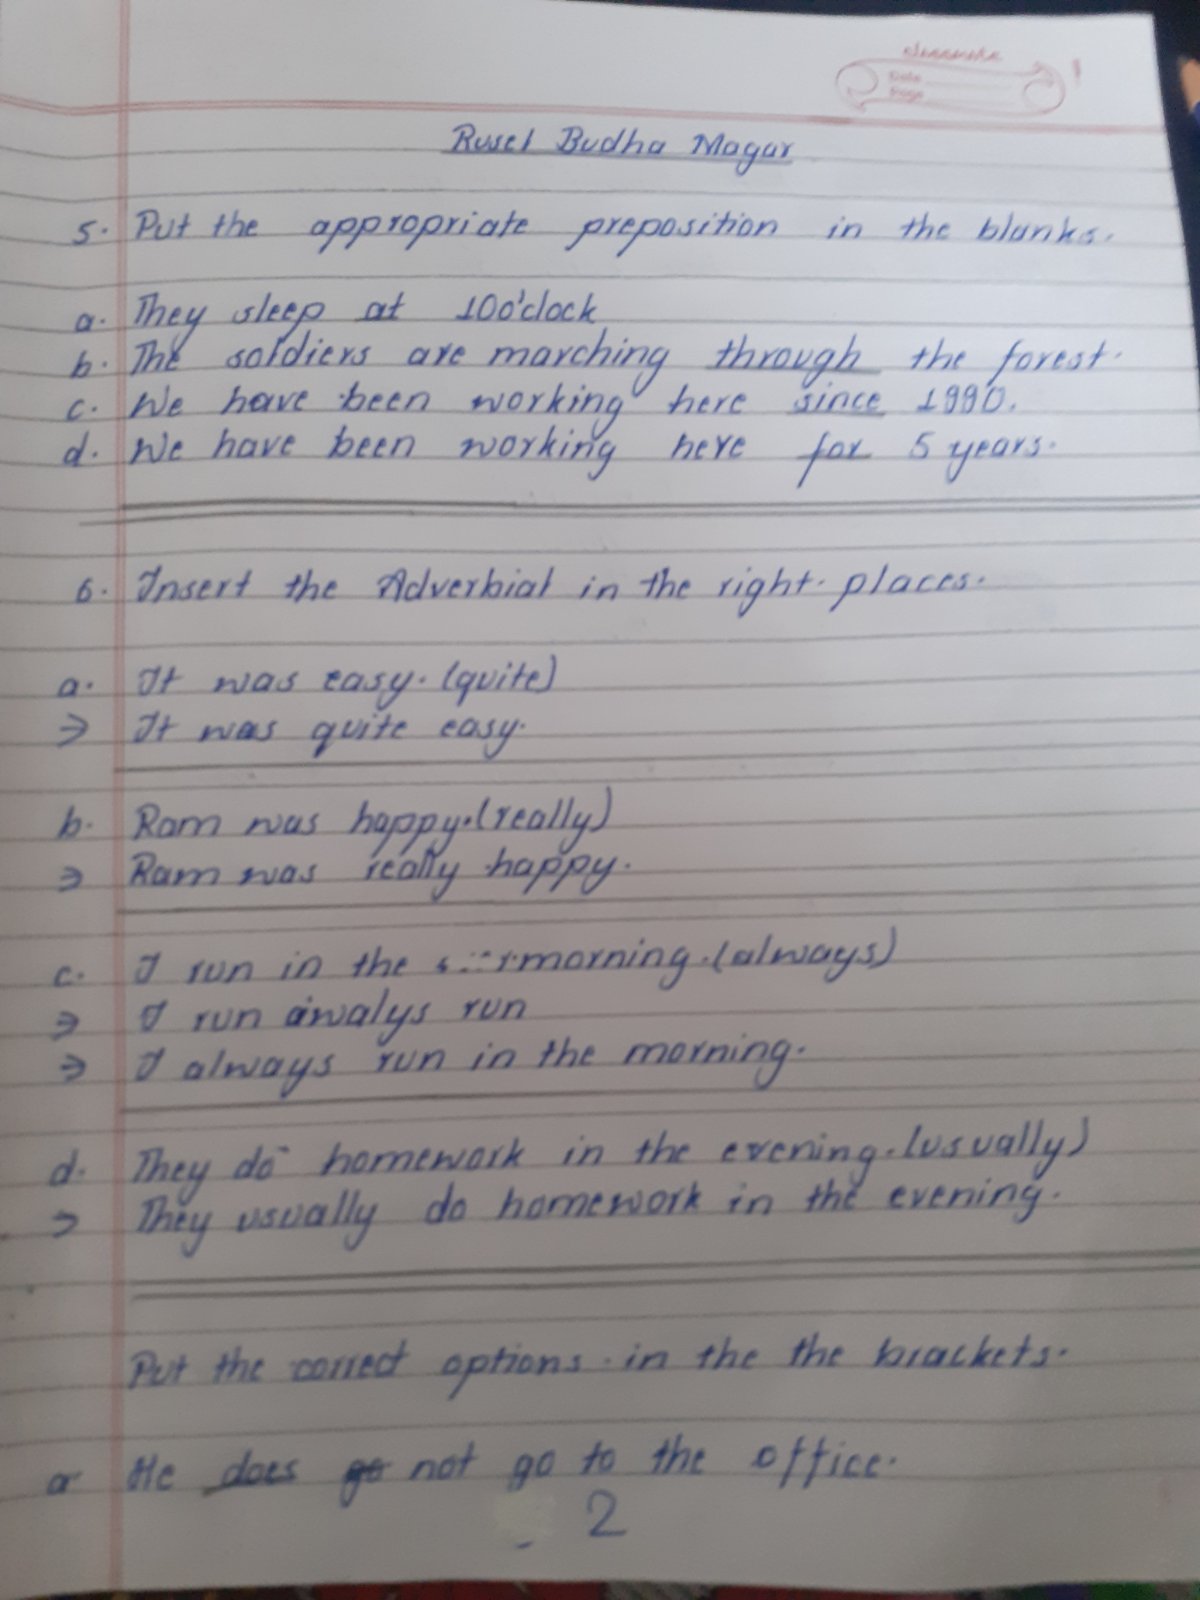 classmate
Date
Page
Rusel Budha Magar
5. Put the appropriate preposition in the blanks.
a. They sleep at 10o'clock
b. The soldiers are marching through the forest.
c. We have been working here since 1990.
d. We have been working here for 5 years.
6. Insert the Adverbial in the right places.
a. It was easy. (quite)
⇒ It was quite easy.
b. Ram was happy. (really)
⇒ Ram was really happy.
c. I run in the morning. (always)
⇒ I run awalys run
⇒ I always run in the morning.
d. They do homework in the evening. (usually)
⇒ They usually do homework in the evening.
Put the correct options in the the brackets.
a He does go not go to the office.
2